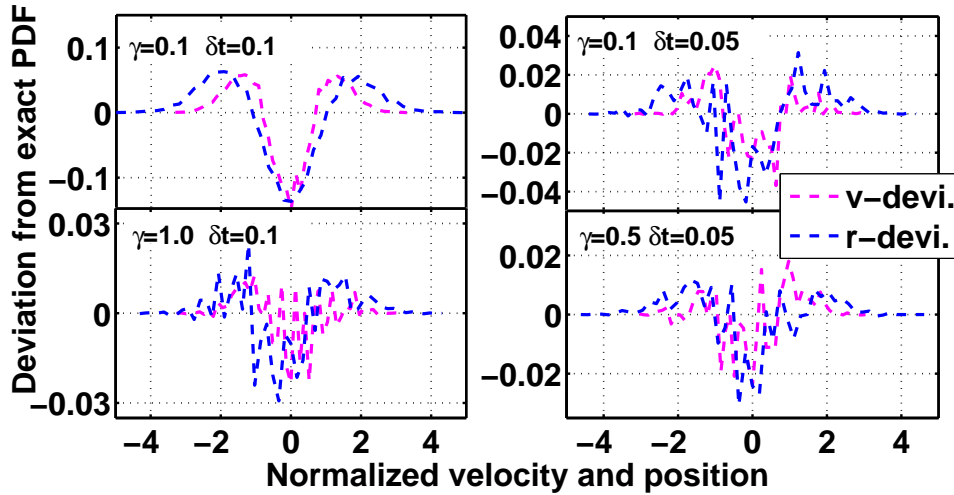 Deviation from exact PDF
0.1
0
−0.1
γ=0.1 δt=0.1
0.04
0.02
0
−0.02
−0.04
γ=0.1 δt=0.05
v−devi.
r−devi.
0.03
0
−0.03
γ=1.0 δt=0.1
0.02
0
−0.02
γ=0.5 δt=0.05
−4 −2 0 2 4
−4 −2 0 2 4
Normalized velocity and position